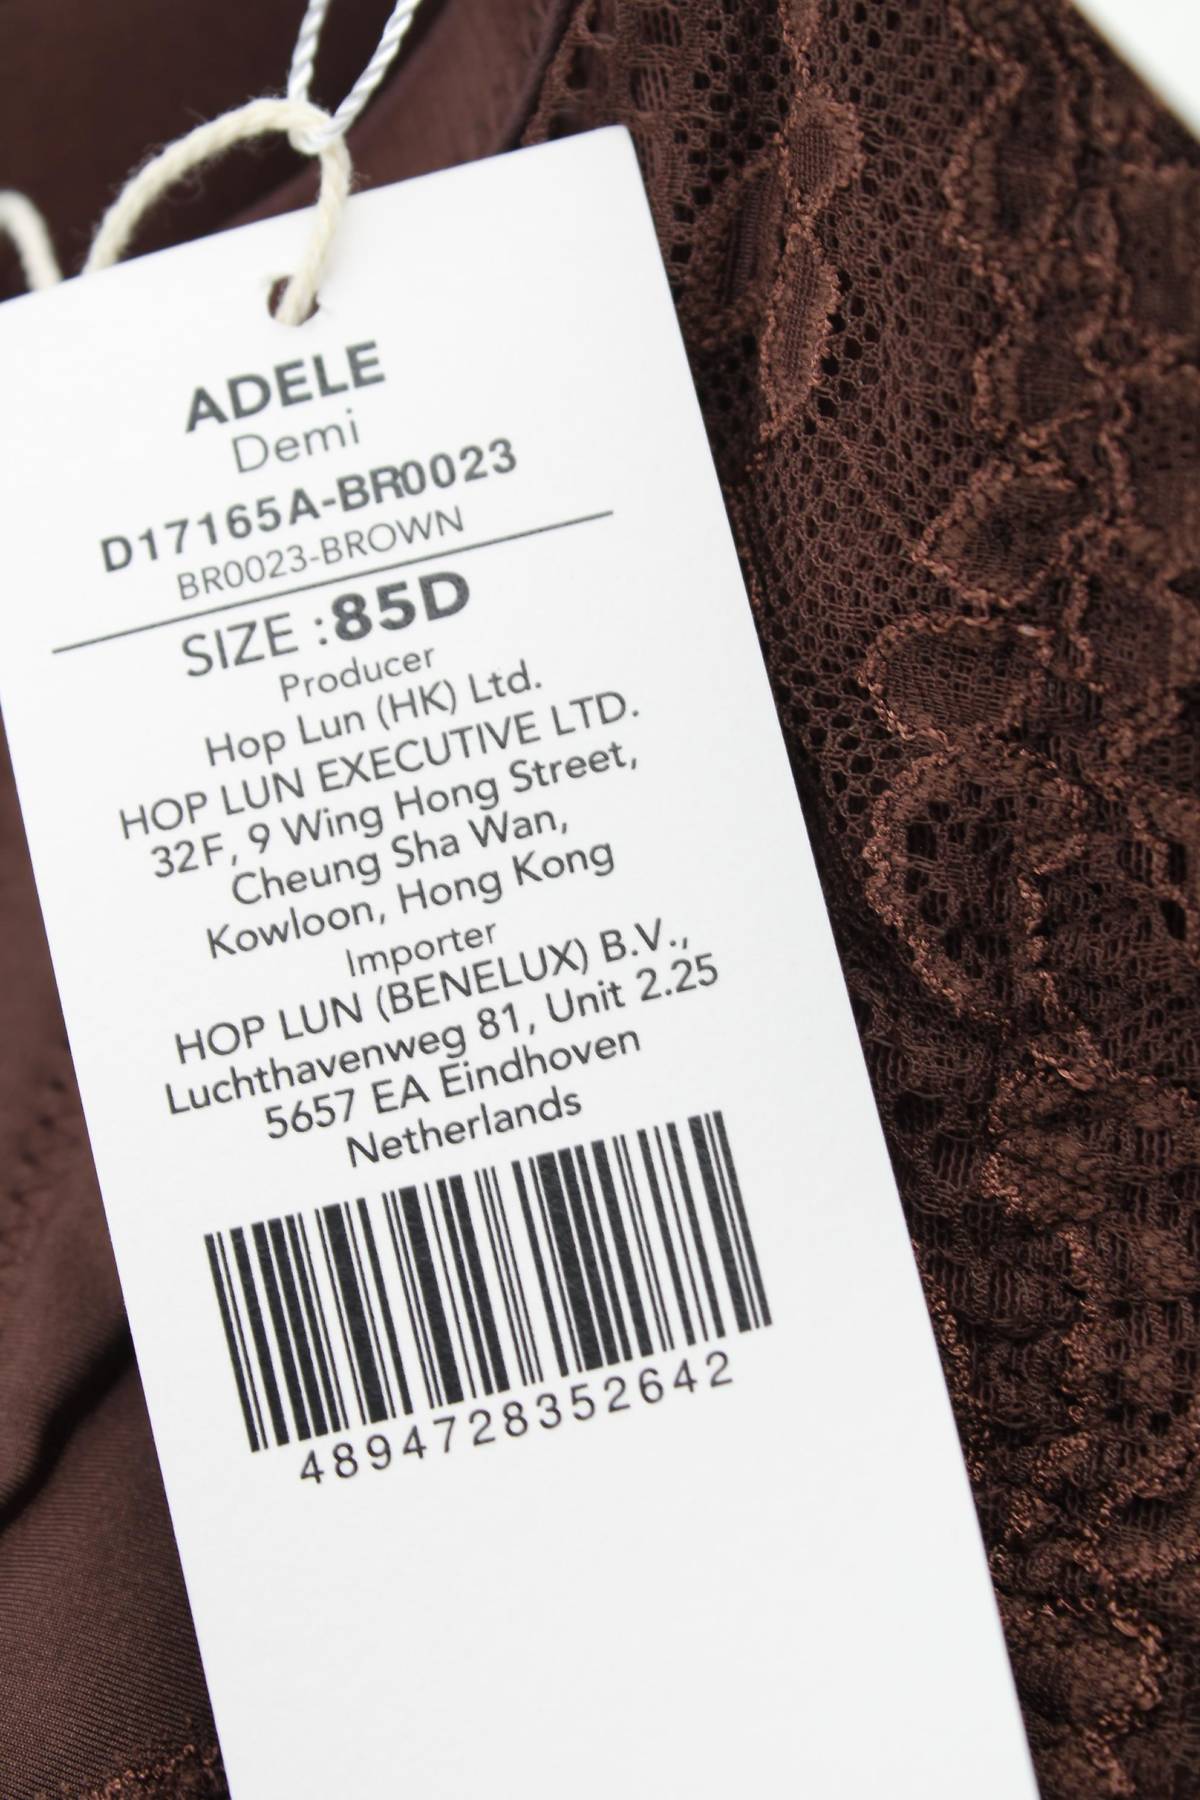 ADELE
Demi
D17165A-BR0023
BR0023-BROWN
SIZE :85D
Producer
Hop Lun (HK) Ltd.
HOP LUN EXECUTIVE LTD.
32F, 9 Wing Hong Street,
Cheung Sha Wan,
Kowloon, Hong Kong
Importer
HOP LUN (BENELUX) B.V.,
Luchthavenweg 81, Unit 2.25
5657 EA Eindhoven
Netherlands
4894728352642